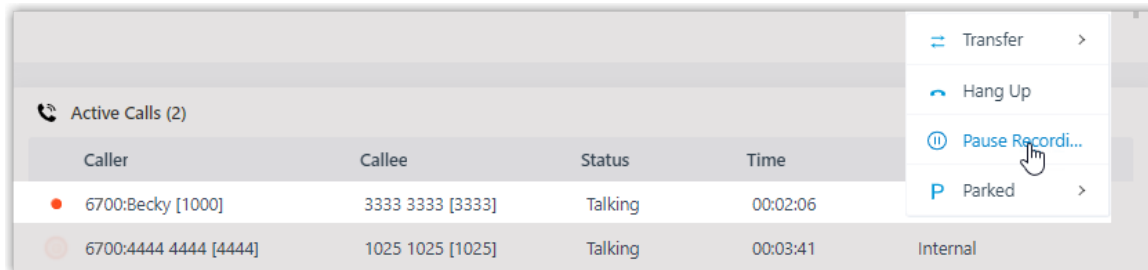 Transfer
Hang Up
Active Calls (2)
Pause Recordi...
Caller Callee Status Time
P Parked
6700:Becky [1000] 3333 3333 [3333] Talking 00:02:06
6700:4444 4444 [4444] 1025 1025 [1025] Talking 00:03:41 Internal